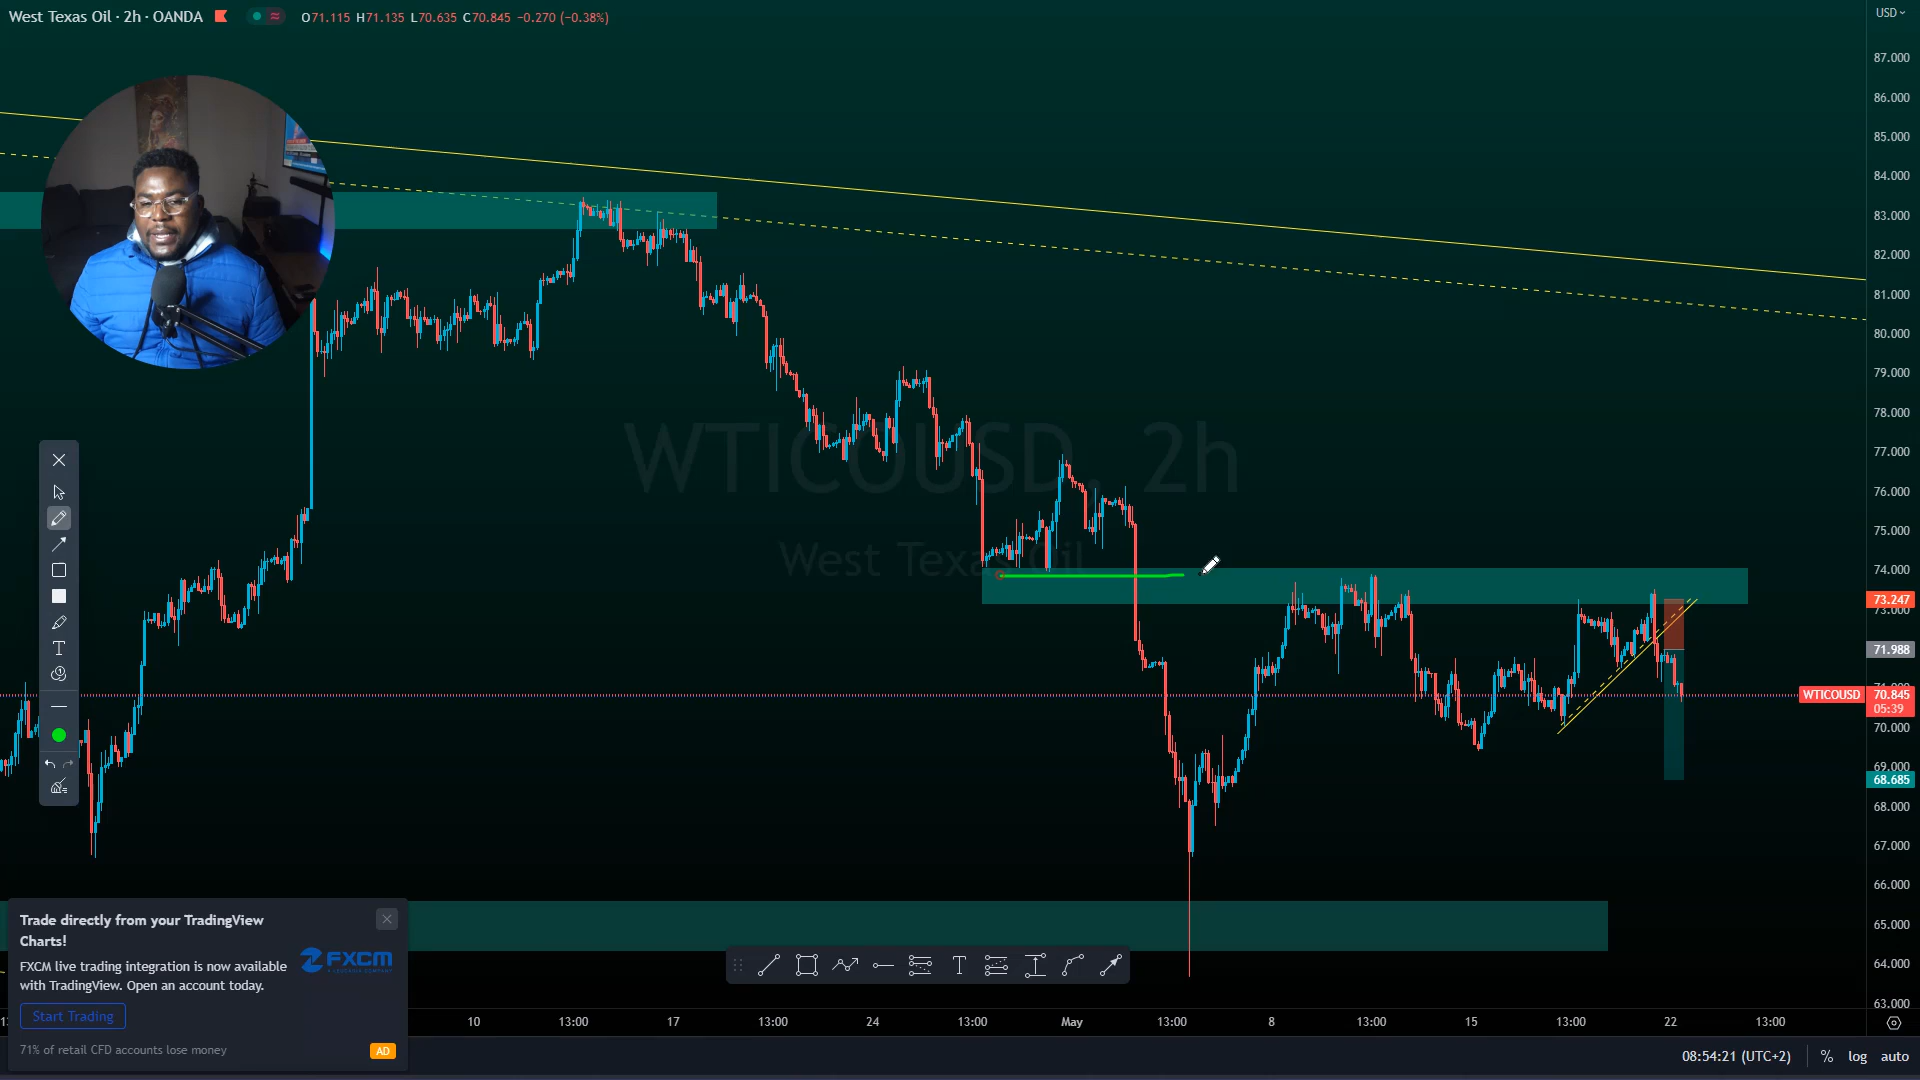 West Texas Oil · 2h · OANDA
O71.115 H71.135 L70.635 C70.845 −0.270 (−0.38%)
USD
87.000
86.000
85.000
84.000
83.000
82.000
81.000
80.000
79.000
78.000
77.000
76.000
75.000
74.000
73.247
73.000
71.988
WTICOUSD 70.845
05:39
70.000
69.000
68.685
68.000
67.000
66.000
65.000
64.000
63.000
WTICOUSD, 2h
West Texas Oil
Trade directly from your TradingView
Charts!
FXCM live trading integration is now available
with TradingView. Open an account today.
FXCM
Start Trading
71% of retail CFD accounts lose money
AD
10 13:00 17 13:00 24 13:00 May 13:00 8 13:00 15 13:00 22 13:00
08:54:21 (UTC+2) % log auto